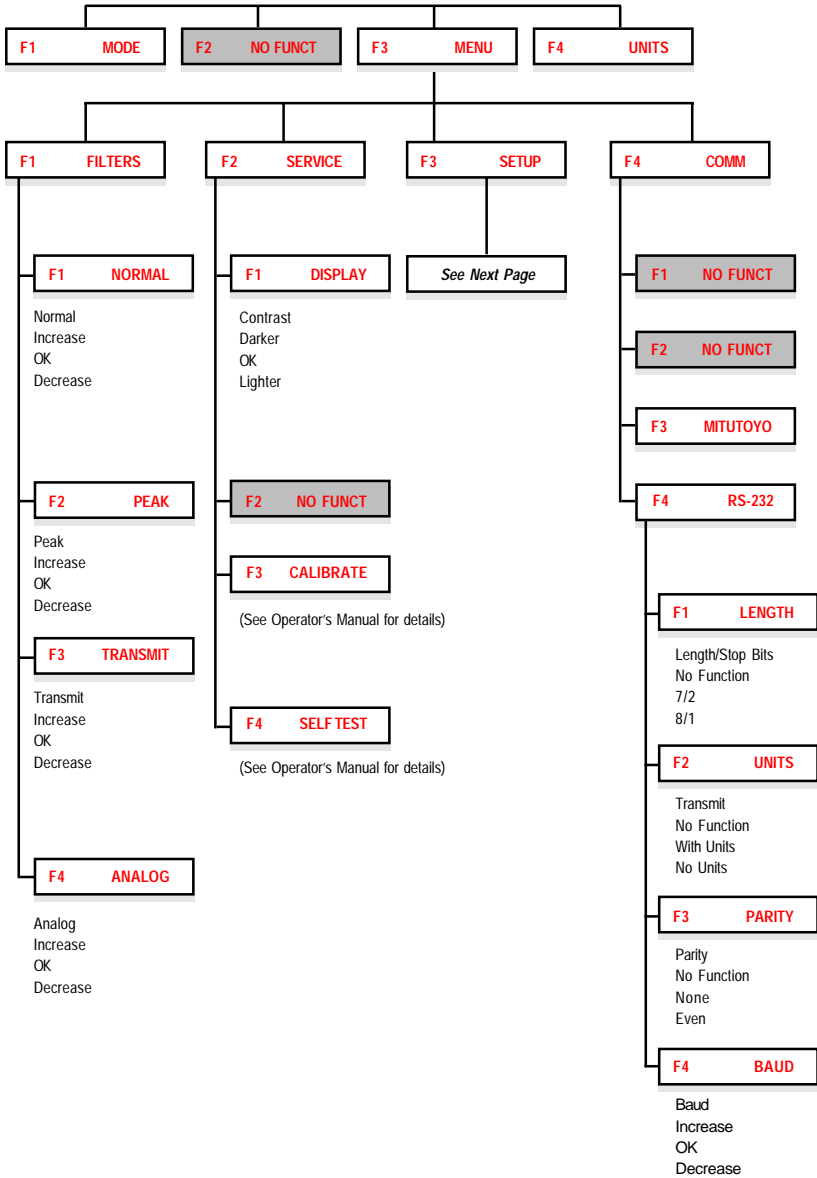 F1 MODE
F2 NO FUNCT
F3 MENU
F4 UNITS
F1 FILTERS
F2 SERVICE
F3 SETUP
F4 COMM
F1 NORMAL
Normal
Increase
OK
Decrease
F2 PEAK
Peak
Increase
OK
Decrease
F3 TRANSMIT
Transmit
Increase
OK
Decrease
F4 ANALOG
Analog
Increase
OK
Decrease
F1 DISPLAY
Contrast
Darker
OK
Lighter
F2 NO FUNCT
F3 CALIBRATE
(See Operator's Manual for details)
F4 SELF TEST
(See Operator's Manual for details)
See Next Page
F1 NO FUNCT
F2 NO FUNCT
F3 MITUTOYO
F4 RS-232
F1 LENGTH
Length/Stop Bits
No Function
7/2
8/1
F2 UNITS
Transmit
No Function
With Units
No Units
F3 PARITY
Parity
No Function
None
Even
F4 BAUD
Baud
Increase
OK
Decrease